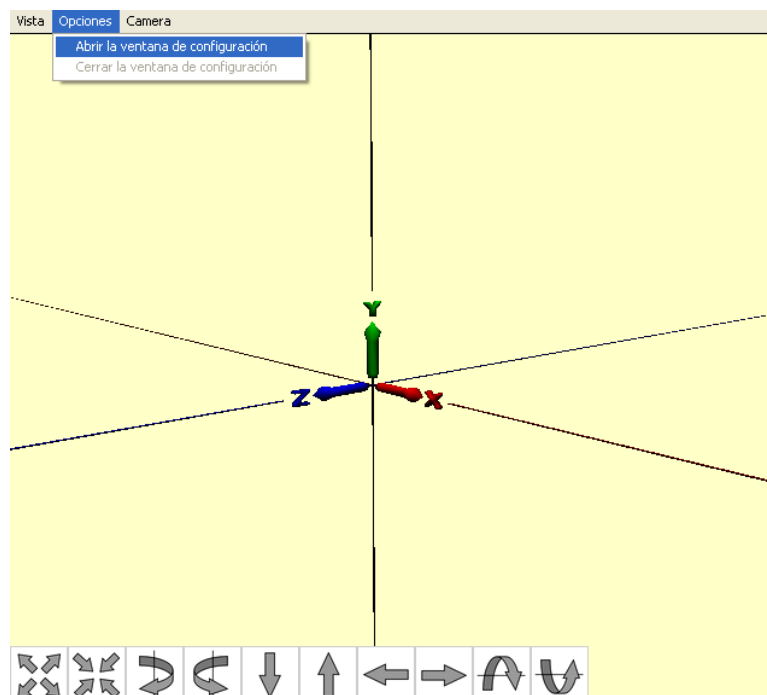 Vista Opciones Camera
Abrir la ventana de configuración
Cerrar la ventana de configuración
Y
Z X